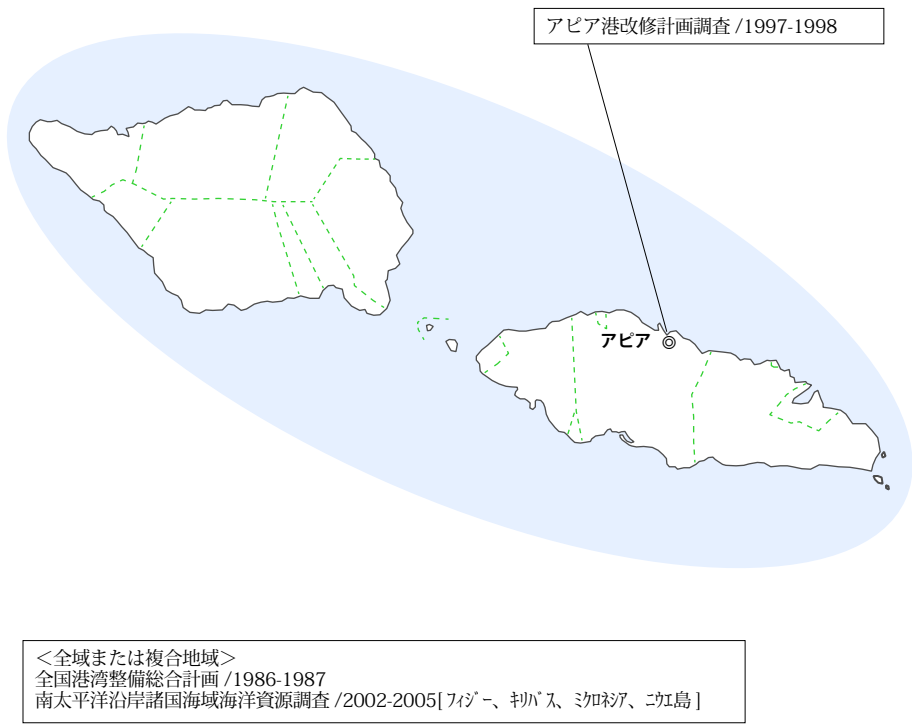 アピア港改修計画調査 /1997-1998
アピア
＜全域または複合地域＞
全国港湾整備総合計画 /1986-1987
南太平洋沿岸諸国海域海洋資源調査 /2002-2005[ ﾌｨｼﾞｰ、ｷﾘﾊﾞｽ、ﾐｸﾛﾈｼｱ、ﾆｳｴ島 ]